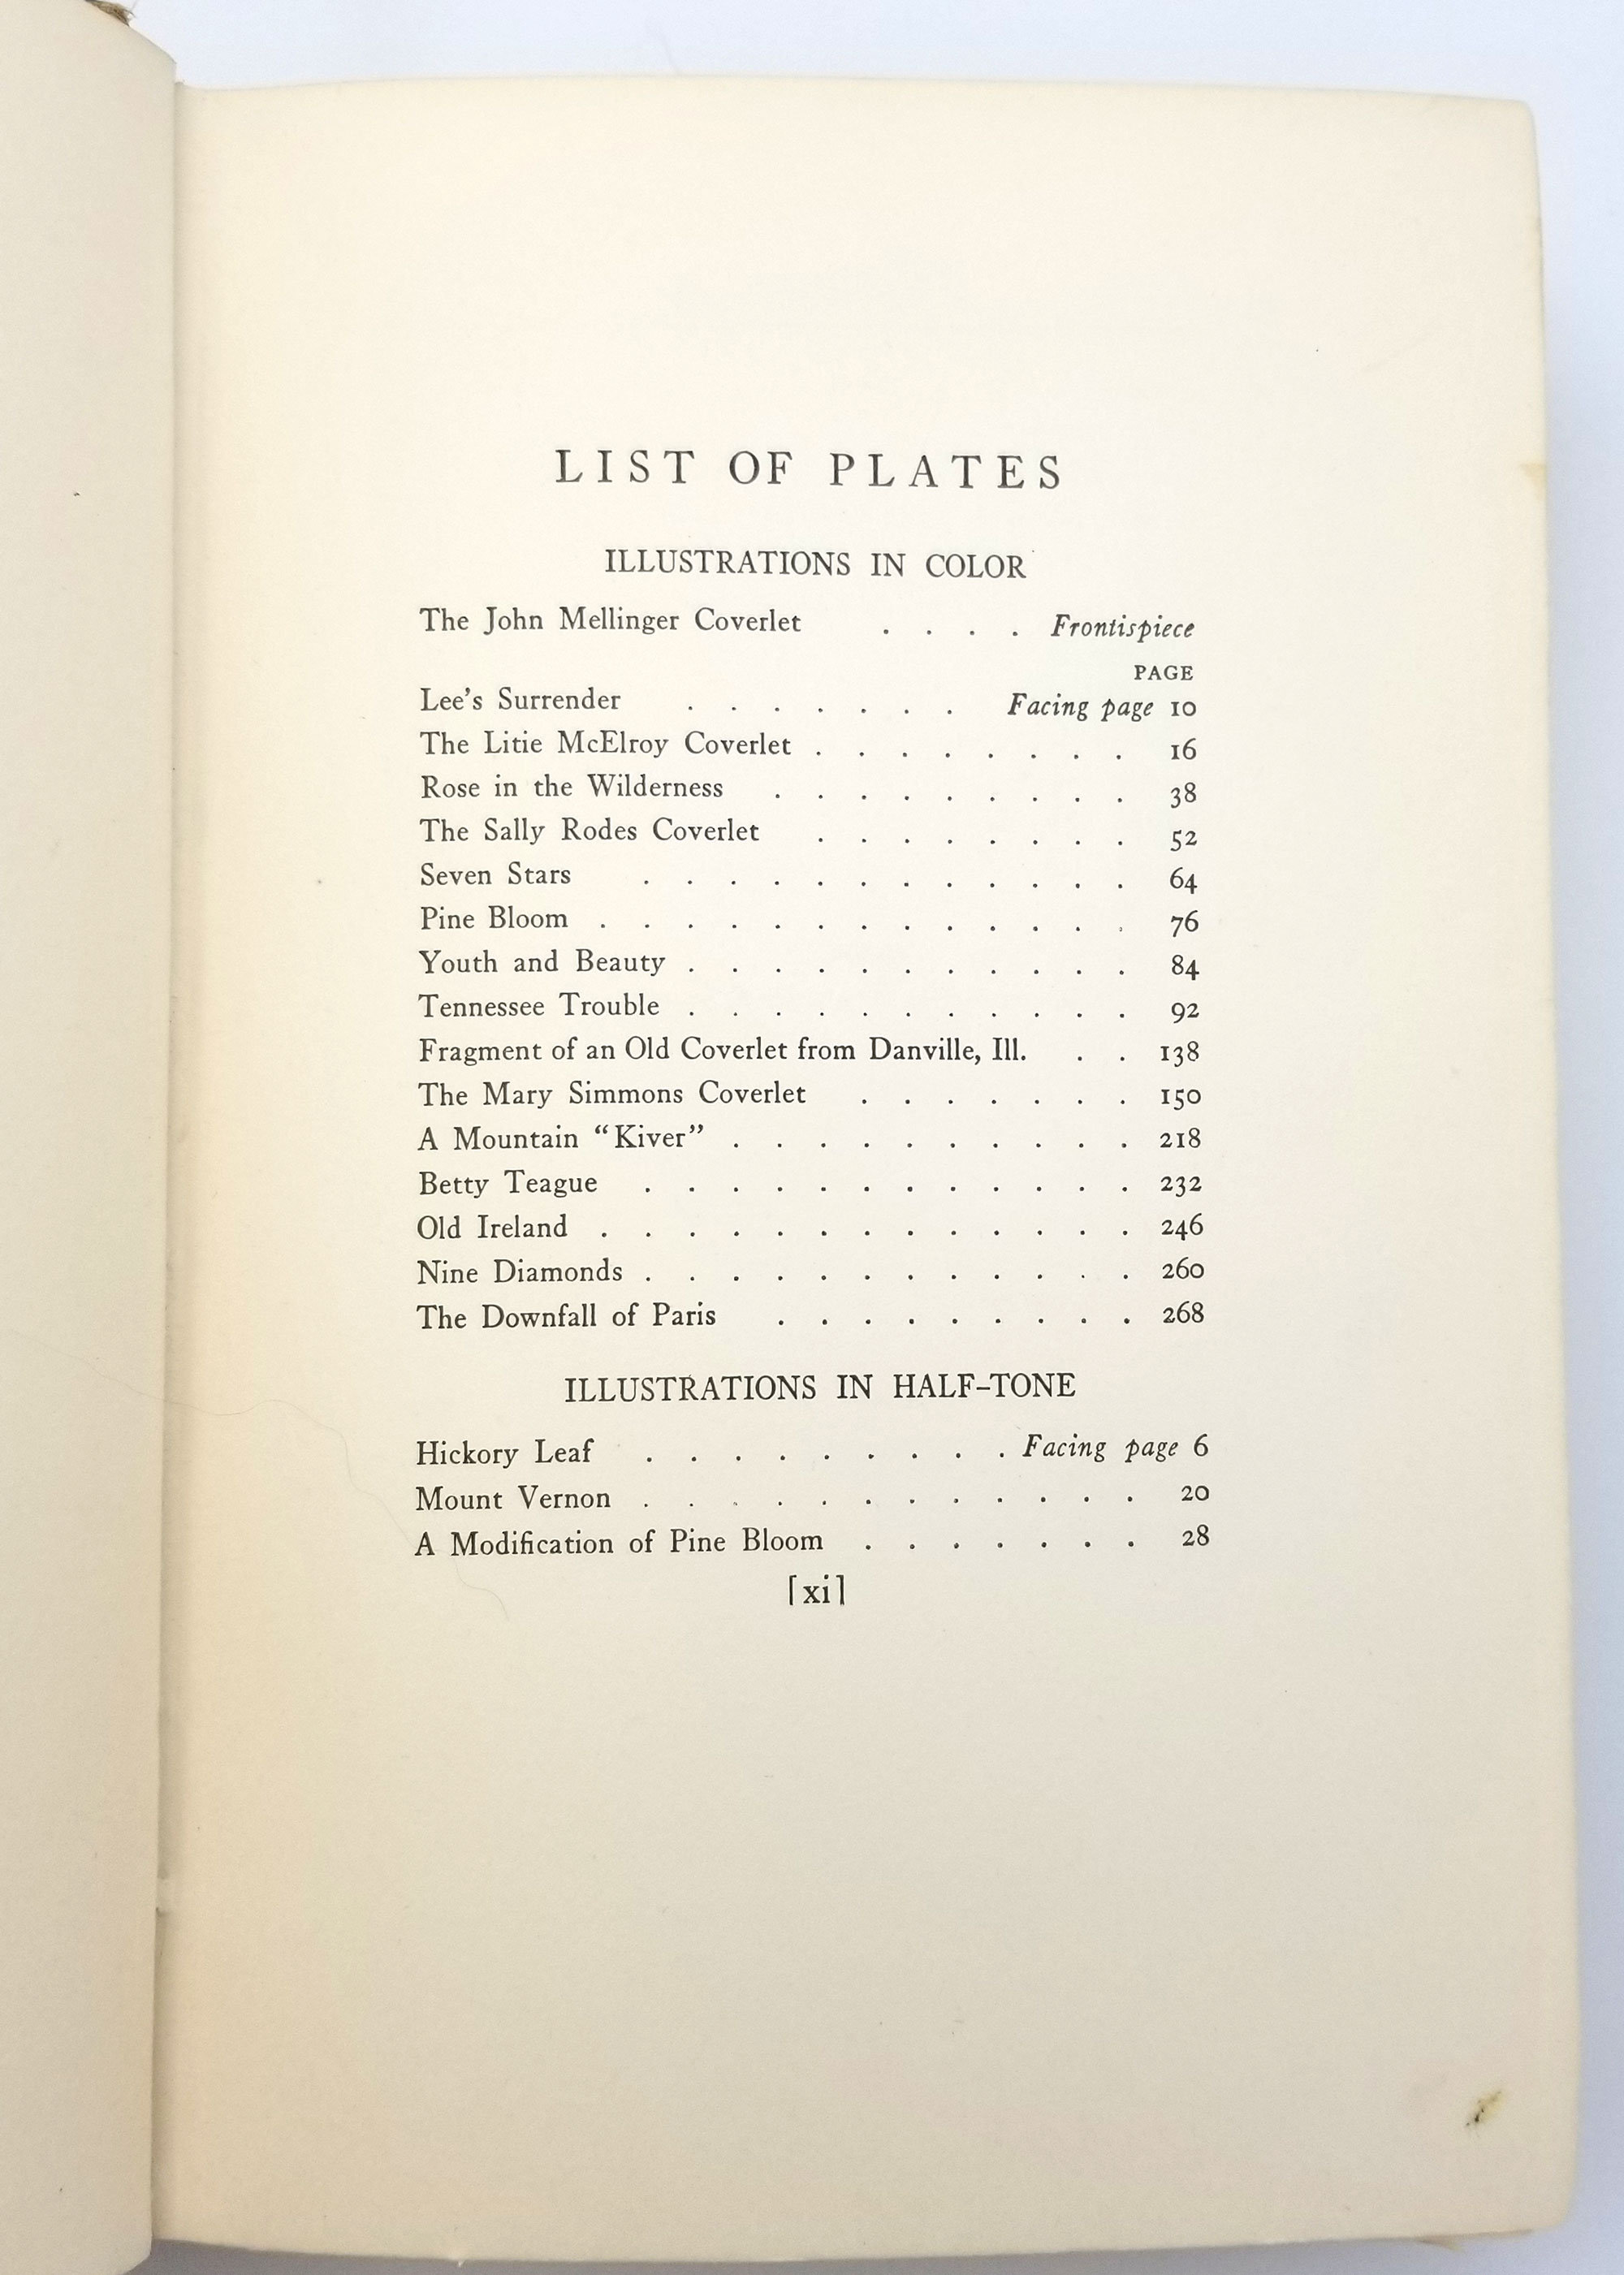 LIST OF PLATES
ILLUSTRATIONS IN COLOR
The John Mellinger Coverlet . . . . Frontispiece
PAGE
Lee's Surrender . . . . . . . Facing page 10
The Litie McElroy Coverlet . . . . . . . . 16
Rose in the Wilderness . . . . . . . . . 38
The Sally Rodes Coverlet . . . . . . . . 52
Seven Stars . . . . . . . . . . . . 64
Pine Bloom . . . . . . . . . . . . . 76
Youth and Beauty . . . . . . . . . . . 84
Tennessee Trouble . . . . . . . . . . . 92
Fragment of an Old Coverlet from Danville, Ill. . . 138
The Mary Simmons Coverlet . . . . . . . 150
A Mountain “Kiver” . . . . . . . . . . 218
Betty Teague . . . . . . . . . . . . 232
Old Ireland . . . . . . . . . . . . . 246
Nine Diamonds . . . . . . . . . . . . 260
The Downfall of Paris . . . . . . . . . 268
ILLUSTRATIONS IN HALF-TONE
Hickory Leaf . . . . . . . . . Facing page 6
Mount Vernon . . . . . . . . . . . . 20
A Modification of Pine Bloom . . . . . . . 28
[xi]